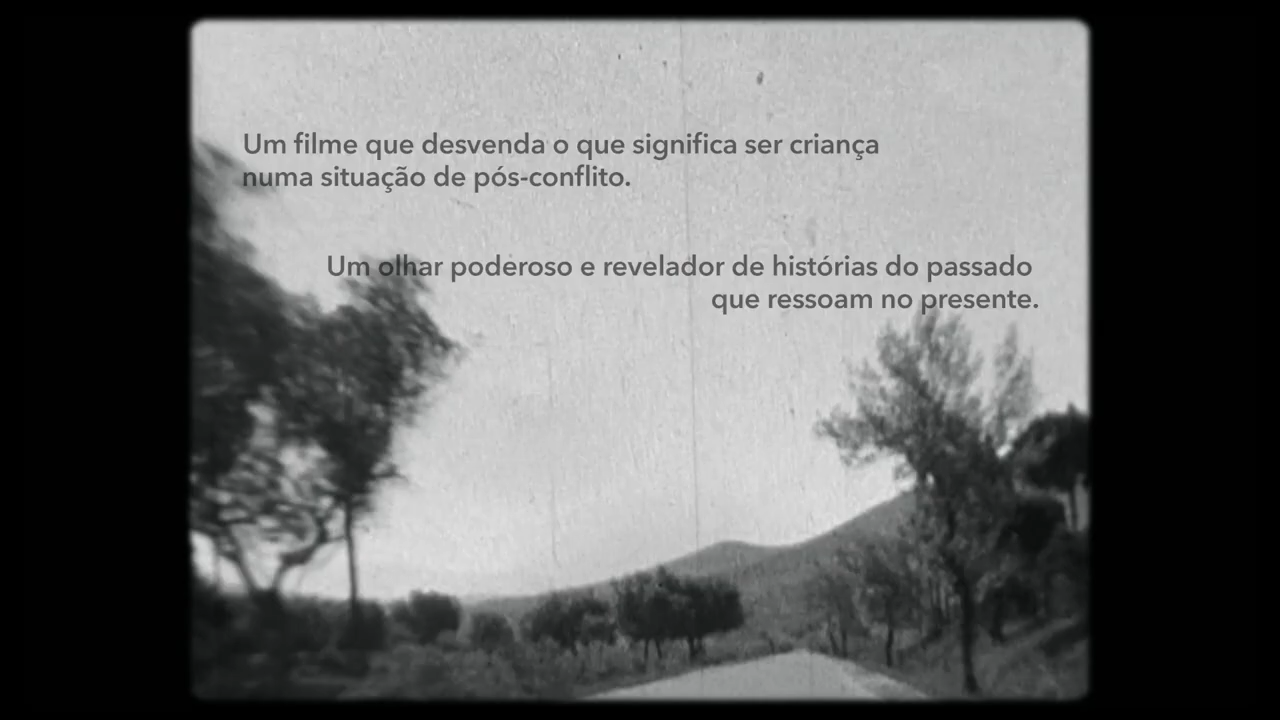 Um filme que desvenda o que significa ser criança
numa situação de pós-conflito.
Um olhar poderoso e revelador de histórias do passado
que ressoam no presente.